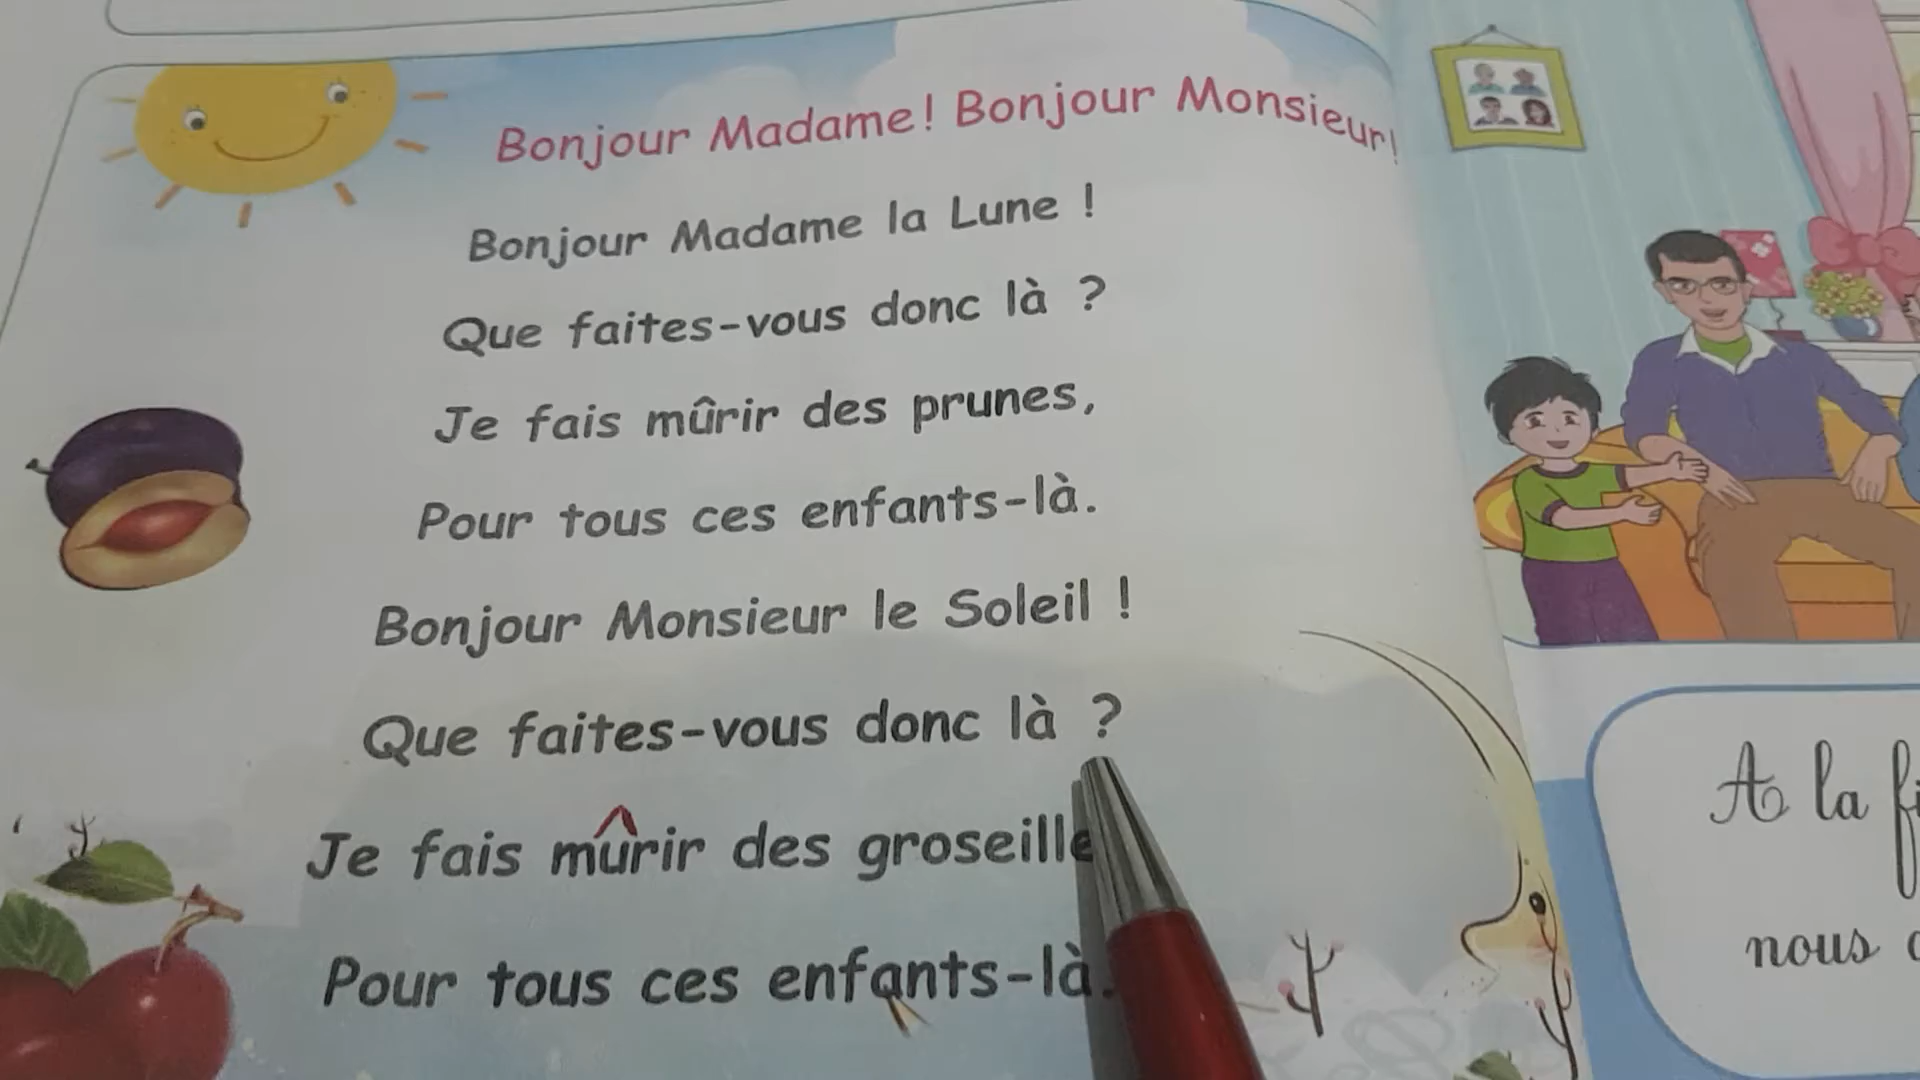 Bonjour Madame! Bonjour Monsieur!
Bonjour Madame la Lune !
Que faites-vous donc là ?
Je fais mûrir des prunes,
Pour tous ces enfants-là.
Bonjour Monsieur le Soleil !
Que faites-vous donc là ?
Je fais mûrir des groseille
Pour tous ces enfants-là.
A la
nous